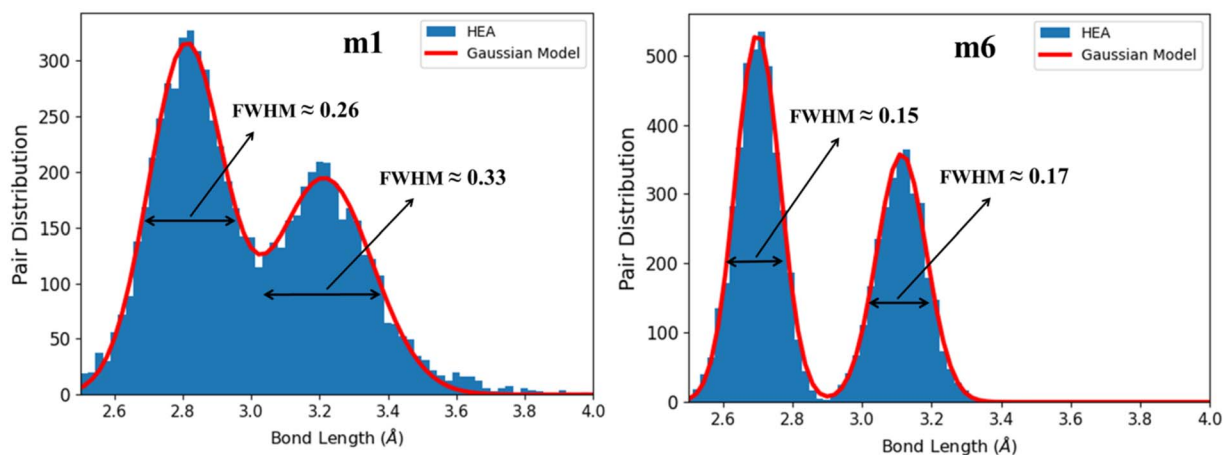 m1
HEA
Gaussian Model
FWHM ≈ 0.26
FWHM ≈ 0.33
Pair Distribution
300
250
200
150
100
50
0
2.6 2.8 3.0 3.2 3.4 3.6 3.8 4.0
Bond Length (Å)
m6
HEA
Gaussian Model
FWHM ≈ 0.15
FWHM ≈ 0.17
Pair Distribution
500
400
300
200
100
0
2.6 2.8 3.0 3.2 3.4 3.6 3.8 4.0
Bond Length (Å)